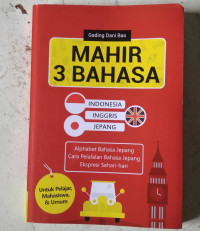 Gading Dani Bao
MAHIR
3 BAHASA
INDONESIA
INGGRIS
JEPANG
Alphabet Bahasa Jepang
Cara Pelafalan Bahasa Jepang
Ekspresi Sehari-hari
Untuk Pelajar,
Mahasiswa,
& Umum